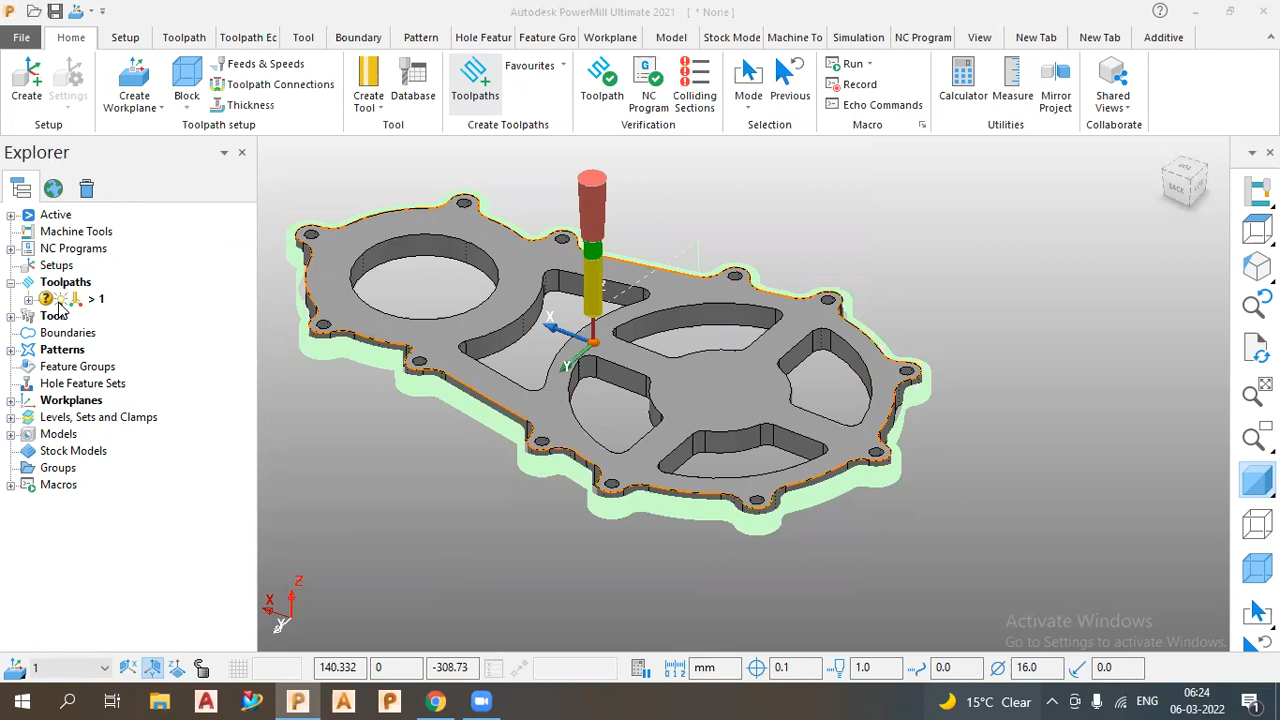 Autodesk PowerMill Ultimate 2021 [ * None ]
File Home Setup Toolpath Toolpath Ec Tool Boundary Pattern Hole Featur Feature Gro Workplane Model Stock Mode Machine To Simulation NC Program View New Tab New Tab Additive
Create
Settings
Setup
Create Workplane
Block
Feeds & Speeds
Toolpath Connections
Thickness
Toolpath setup
Create Tool
Database
Tool
Toolpaths
Favourites
Create Toolpaths
Toolpath
NC Program
Colliding Sections
Verification
Mode
Previous
Selection
Run
Record
Echo Commands
Macro
Calculator
Measure
Mirror Project
Utilities
Shared Views
Collaborate
Explorer
Active
Machine Tools
NC Programs
Setups
Toolpaths
> 1
Tools
Boundaries
Patterns
Feature Groups
Hole Feature Sets
Workplanes
Levels, Sets and Clamps
Models
Stock Models
Groups
Macros
BACK
X
Y
Z
Z
X
Y
Activate Windows
Go to Settings to activate Windows.
1 140.332 0 -308.73 mm 0.1 1.0 0.0 16.0 0.0
15°C Clear ENG 06:24
06-03-2022